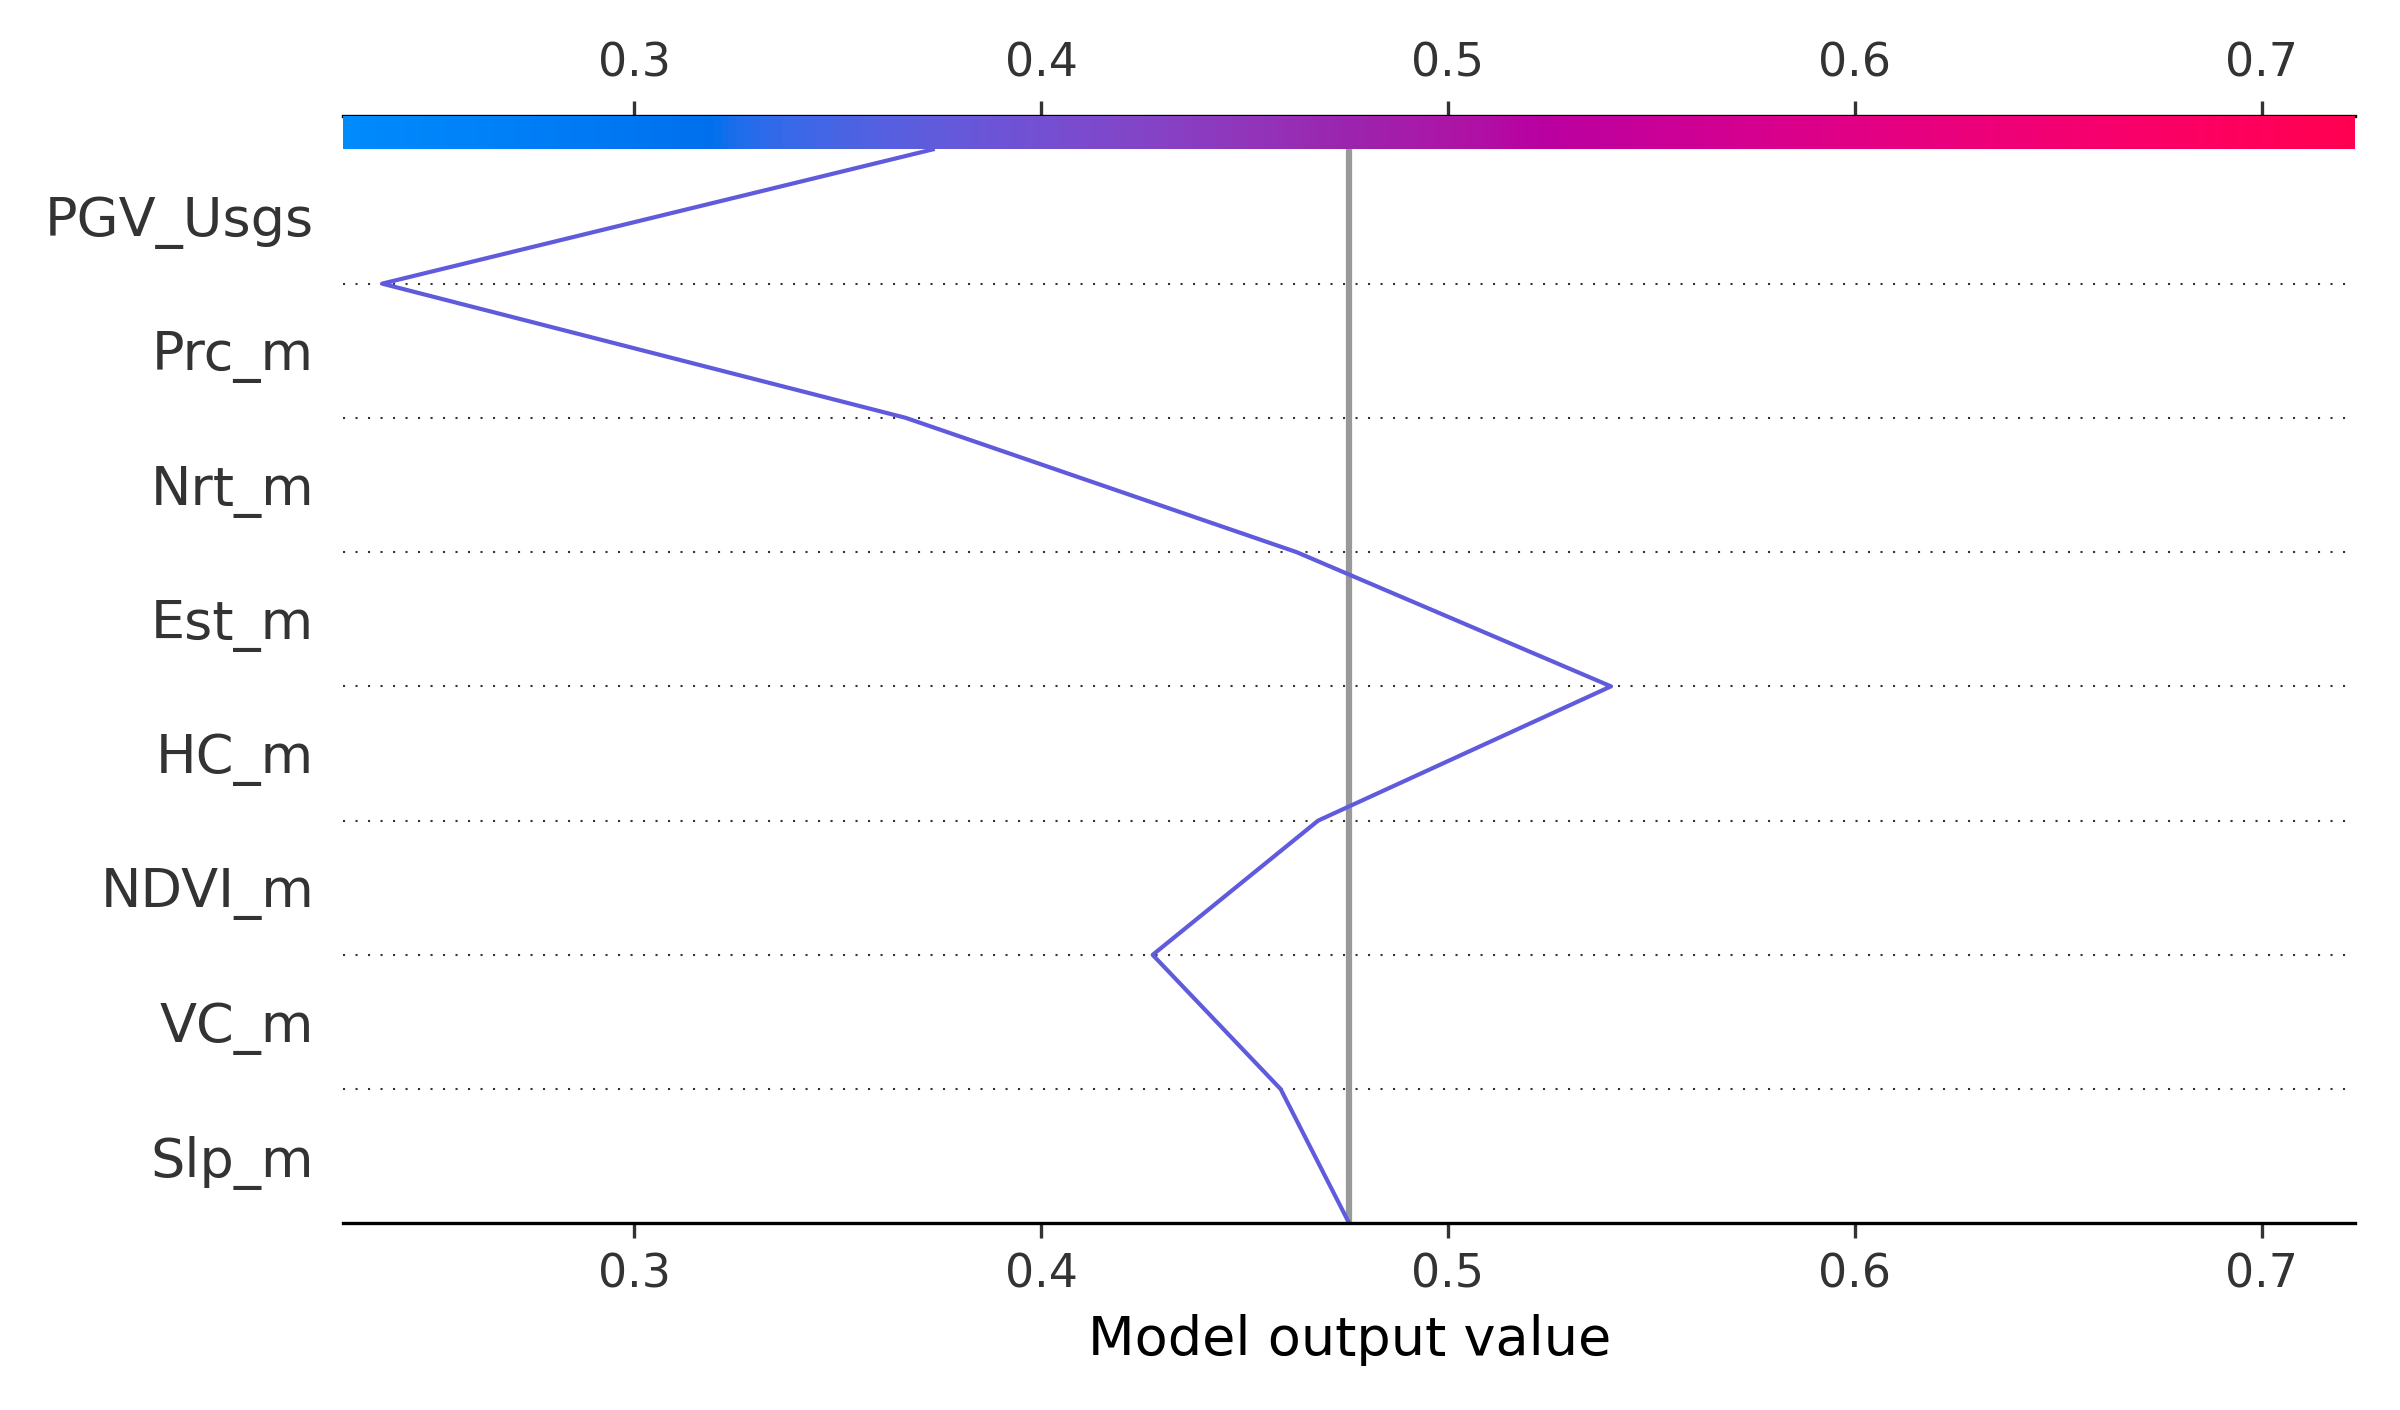 0.3 0.4 0.5 0.6 0.7
PGV_Usgs
Prc_m
Nrt_m
Est_m
HC_m
NDVI_m
VC_m
Slp_m
0.3 0.4 0.5 0.6 0.7
Model output value